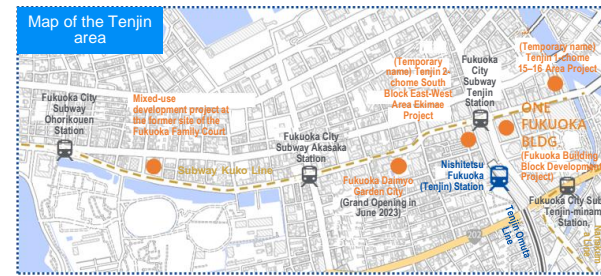 Map of the Tenjin
area
Fukuoka City
Subway
Ohorikouen
Station
Mixed-use
development project at
the former site of the
Fukuoka Family Court
Subway Kuko Line
Fukuoka City
Subway Akasaka
Station
(Temporary
name) Tenjin 2-
chome South
Block East-West
Area Ekimae
Project
Fukuoka Daimyo
Garden City
(Grand Opening in
June 2023)
Fukuoka
City
Subway
Tenjin
Station
Nishitetsu
Fukuoka
(Tenjin) Station
Tenjin Omuta
Line
202
(Temporary name)
Tenjin 1-chome
15–16 Area Project
ONE
FUKUOKA
BLDG.
(Fukuoka Building
Block Development
Project)
Fukuoka City Sub
Tenjin-minam
Station,